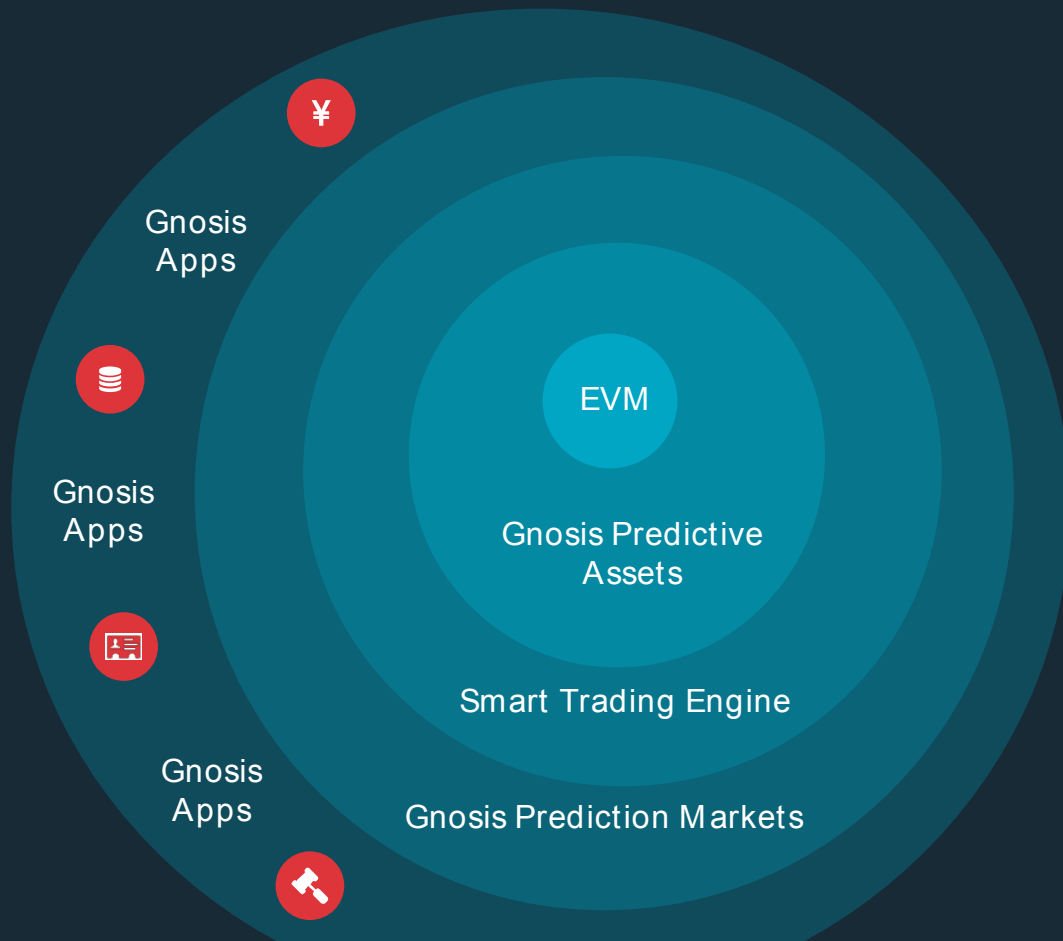 ¥
Gnosis
Apps
EVM
Gnosis
Apps
Gnosis Predictive
Assets
Smart Trading Engine
Gnosis
Apps
Gnosis Prediction Markets